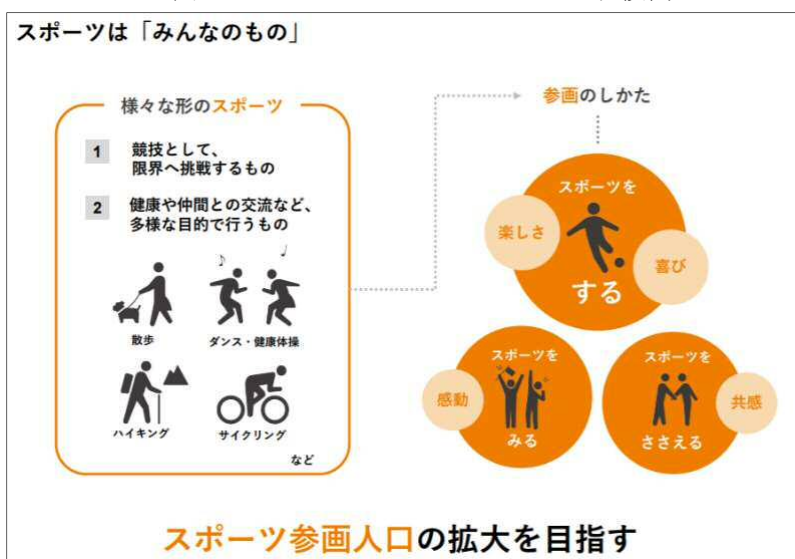 スポーツは「みんなのもの」
様々な形のスポーツ
1 競技として、
限界へ挑戦するもの
2 健康や仲間との交流など、
多様な目的で行うもの
散歩
ダンス・健康体操
ハイキング
サイクリング
など
参画のしかた
スポーツを
する
楽しさ
喜び
スポーツを
みる
感動
スポーツを
ささえる
共感
スポーツ参画人口の拡大を目指す